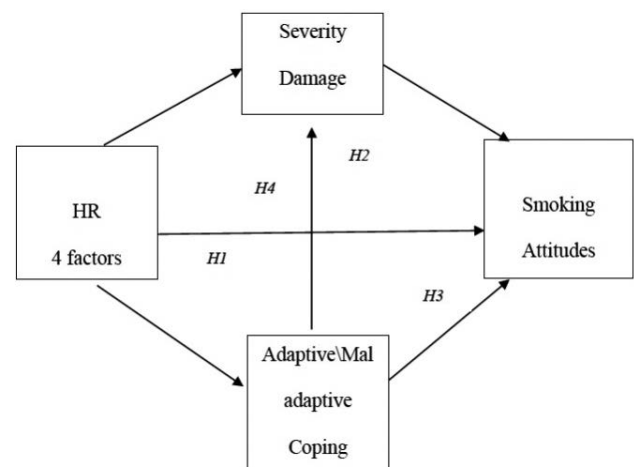 Severity
Damage
H2
H4
HR
4 factors
Smoking
Attitudes
H1
H3
Adaptive\Mal
adaptive
Coping